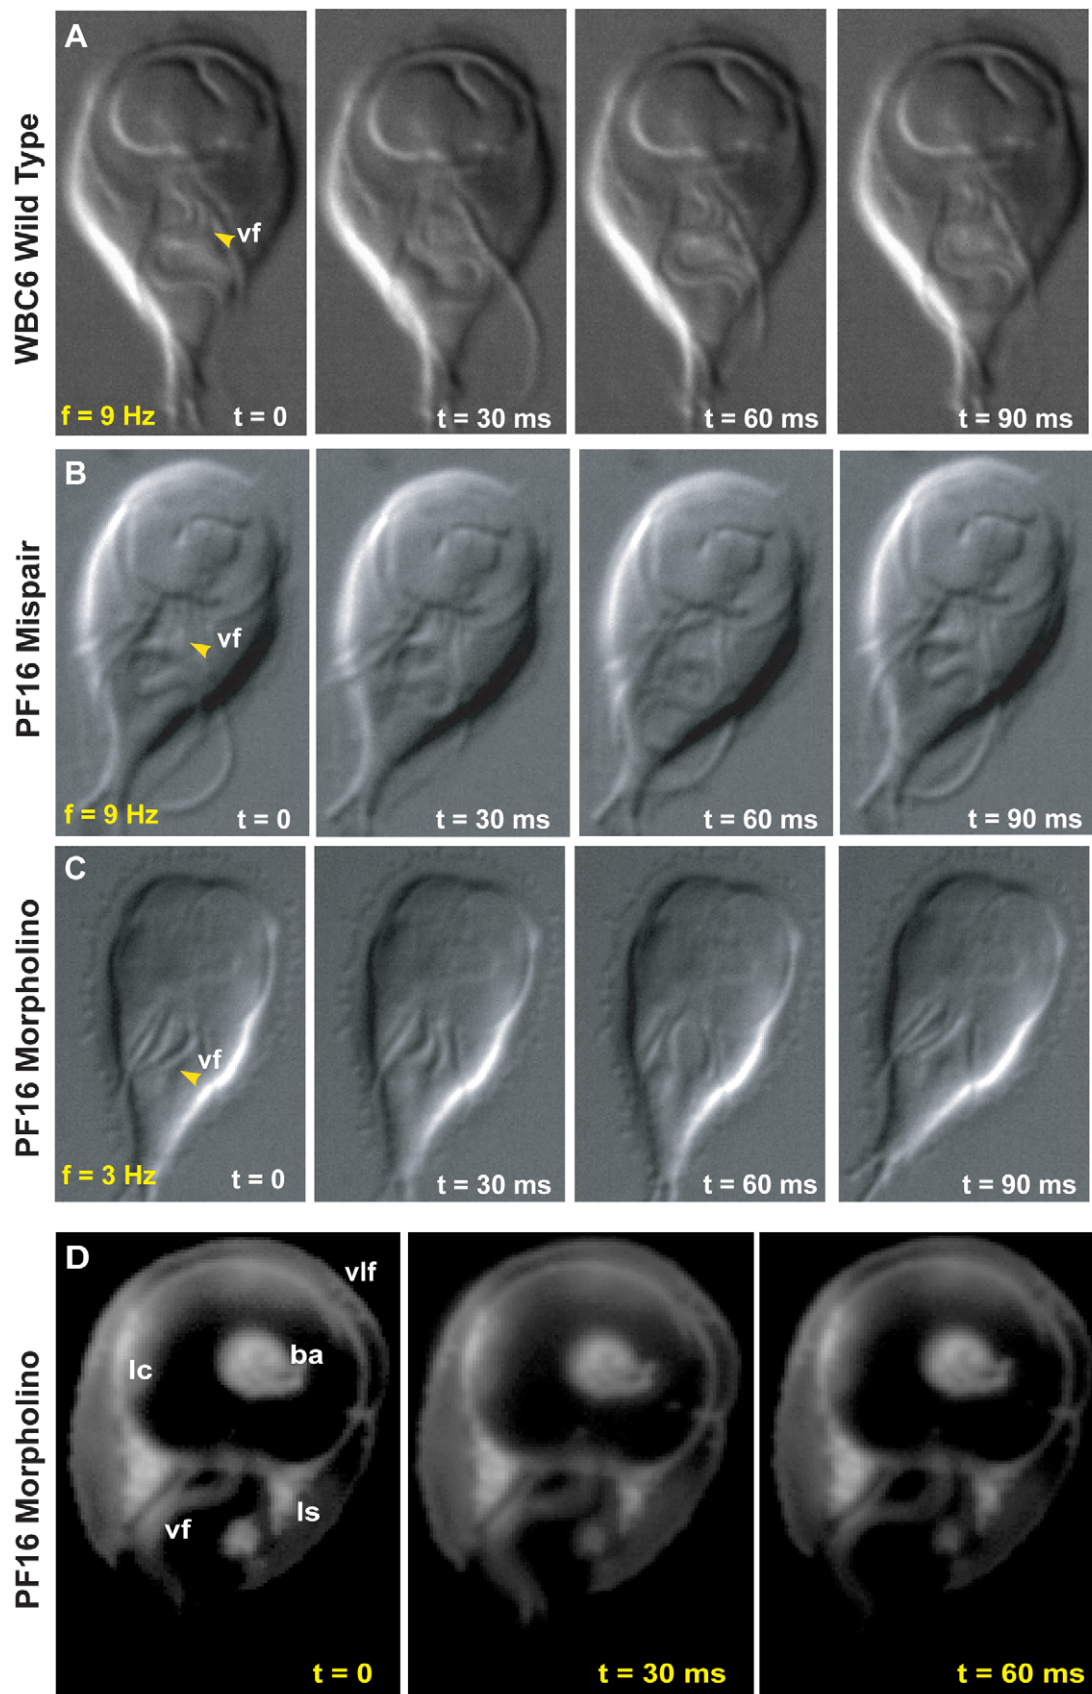 WBC6 Wild Type
A
vf
f = 9 Hz
t = 0
t = 30 ms
t = 60 ms
t = 90 ms
PF16 Mispair
B
vf
f = 9 Hz
t = 0
t = 30 ms
t = 60 ms
t = 90 ms
PF16 Morpholino
C
vf
f = 3 Hz
t = 0
t = 30 ms
t = 60 ms
t = 90 ms
PF16 Morpholino
D
vlf
lc
ba
vf
ls
t = 0
t = 30 ms
t = 60 ms